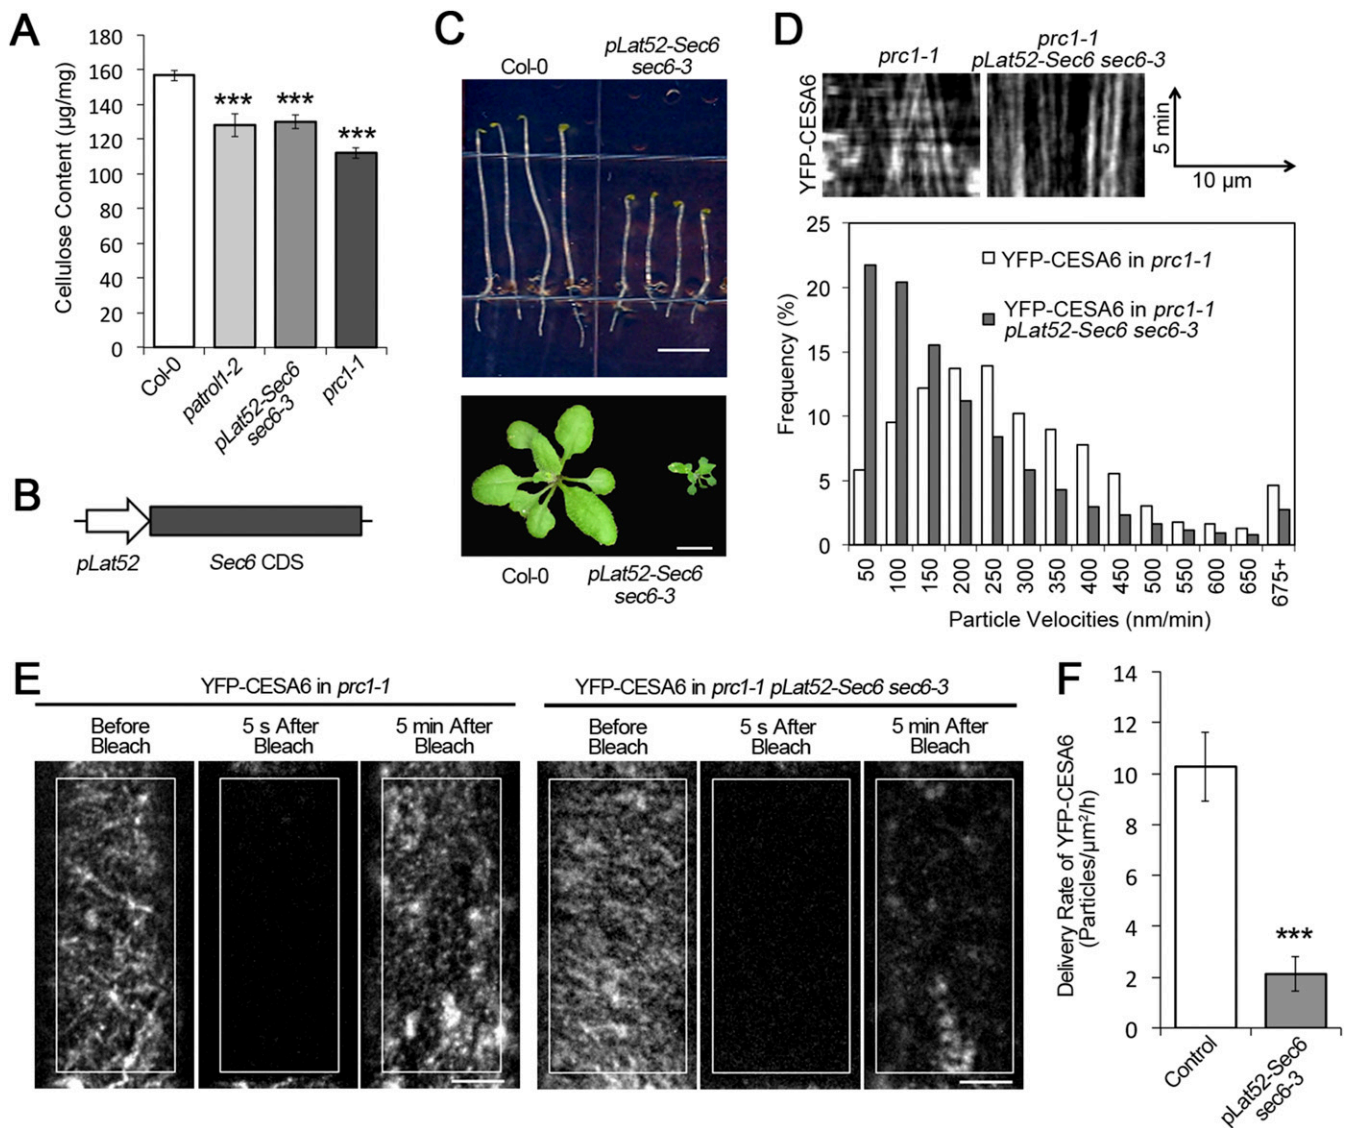 A
Cellulose Content (µg/mg)
180
160
140
120
100
80
60
40
20
0
***
***
***
Col-0
patrol1-2
pLat52-Sec6
sec6-3
prc1-1
B
pLat52
Sec6 CDS
C
Col-0
pLat52-Sec6
sec6-3
Col-0
pLat52-Sec6
sec6-3
D
prc1-1
prc1-1
pLat52-Sec6 sec6-3
YFP-CESA6
5 min
10 µm
Frequency (%)
25
20
15
10
5
0
YFP-CESA6 in prc1-1
YFP-CESA6 in prc1-1
pLat52-Sec6 sec6-3
50
100
150
200
250
300
350
400
450
500
550
600
650
675+
Particle Velocities (nm/min)
E
YFP-CESA6 in prc1-1
YFP-CESA6 in prc1-1 pLat52-Sec6 sec6-3
Before
Bleach
5 s After
Bleach
5 min After
Bleach
Before
Bleach
5 s After
Bleach
5 min After
Bleach
F
Delivery Rate of YFP-CESA6
(Particles/µm²/h)
14
12
10
8
6
4
2
0
***
Control
pLat52-Sec6
sec6-3